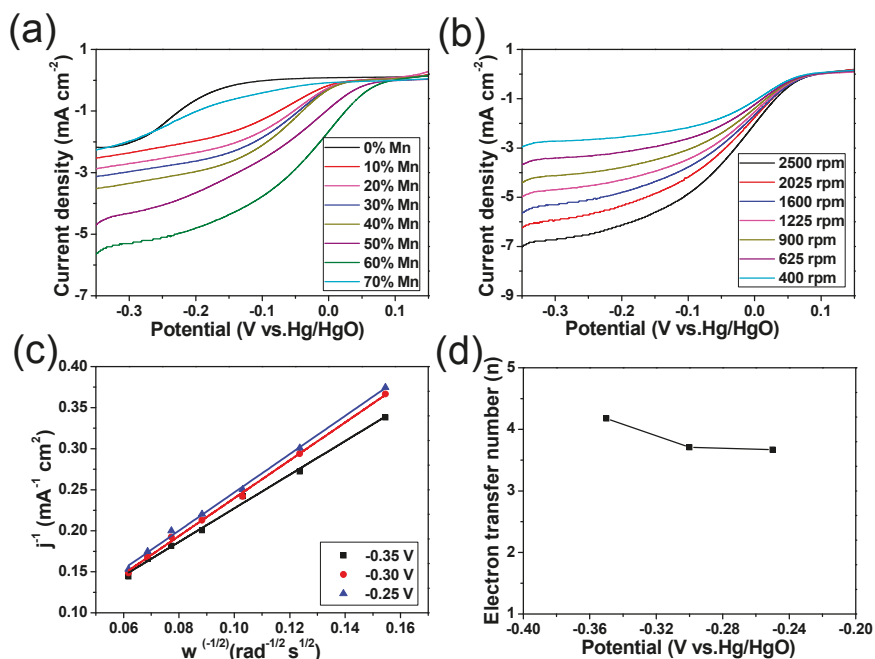 (a)
1
-1
-3
-5
-7
Current density (mA cm-2)
0% Mn
10% Mn
20% Mn
30% Mn
40% Mn
50% Mn
60% Mn
70% Mn
-0.3 -0.2 -0.1 0.0 0.1
Potential (V vs.Hg/HgO)
(b)
1
-1
-3
-5
-7
-9
Current density (mA cm-2)
2500 rpm
2025 rpm
1600 rpm
1225 rpm
900 rpm
625 rpm
400 rpm
-0.3 -0.2 -0.1 0.0 0.1
Potential (V vs.Hg/HgO)
(c)
0.40
0.35
0.30
0.25
0.20
0.15
0.10
j-1 (mA-1 cm2)
-0.35 V
-0.30 V
-0.25 V
0.06 0.08 0.10 0.12 0.14 0.16
w (-1/2)(rad-1/2 s1/2)
(d)
5
4
3
2
1
Electron transfer number (n)
-0.40 -0.36 -0.32 -0.28 -0.24 -0.20
Potential (V vs.Hg/HgO)